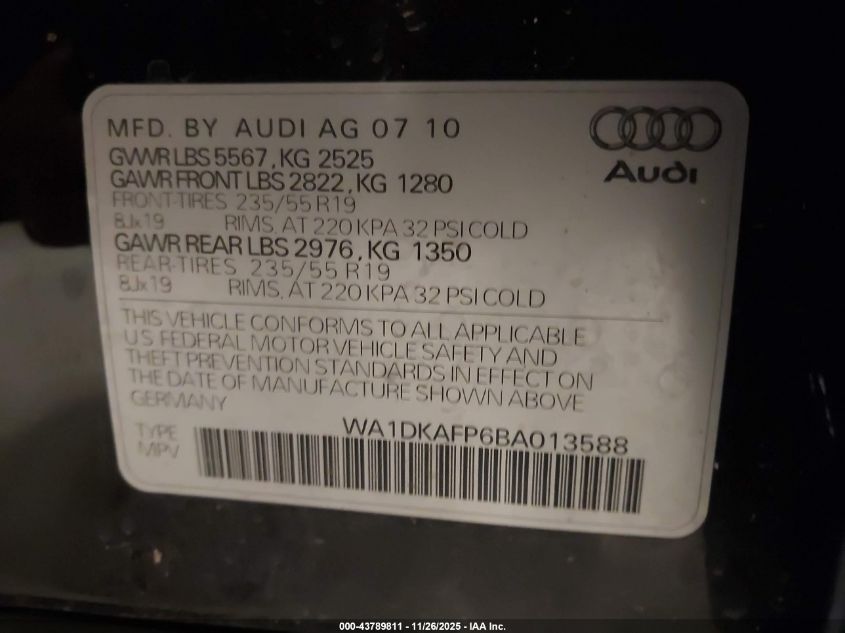 MFD. BY AUDI AG 07 10
Audi
GVWR LBS 5567, KG 2525
GAWR FRONT LBS 2822, KG 1280
FRONT-TIRES 235/55 R19
8Jx19 RIMS, AT 220 KPA 32 PSI COLD
GAWR REAR LBS 2976, KG 1350
REAR-TIRES 235/55 R19
8Jx19 RIMS, AT 220 KPA 32 PSI COLD
THIS VEHICLE CONFORMS TO ALL APPLICABLE
US FEDERAL MOTOR VEHICLE SAFETY AND
THEFT PREVENTION STANDARDS IN EFFECT ON
THE DATE OF MANUFACTURE SHOWN ABOVE
GERMANY
WA1DKAFP6BA013588
TYPE
MPV
000-43789811 - 11/26/2025 - IAA Inc.